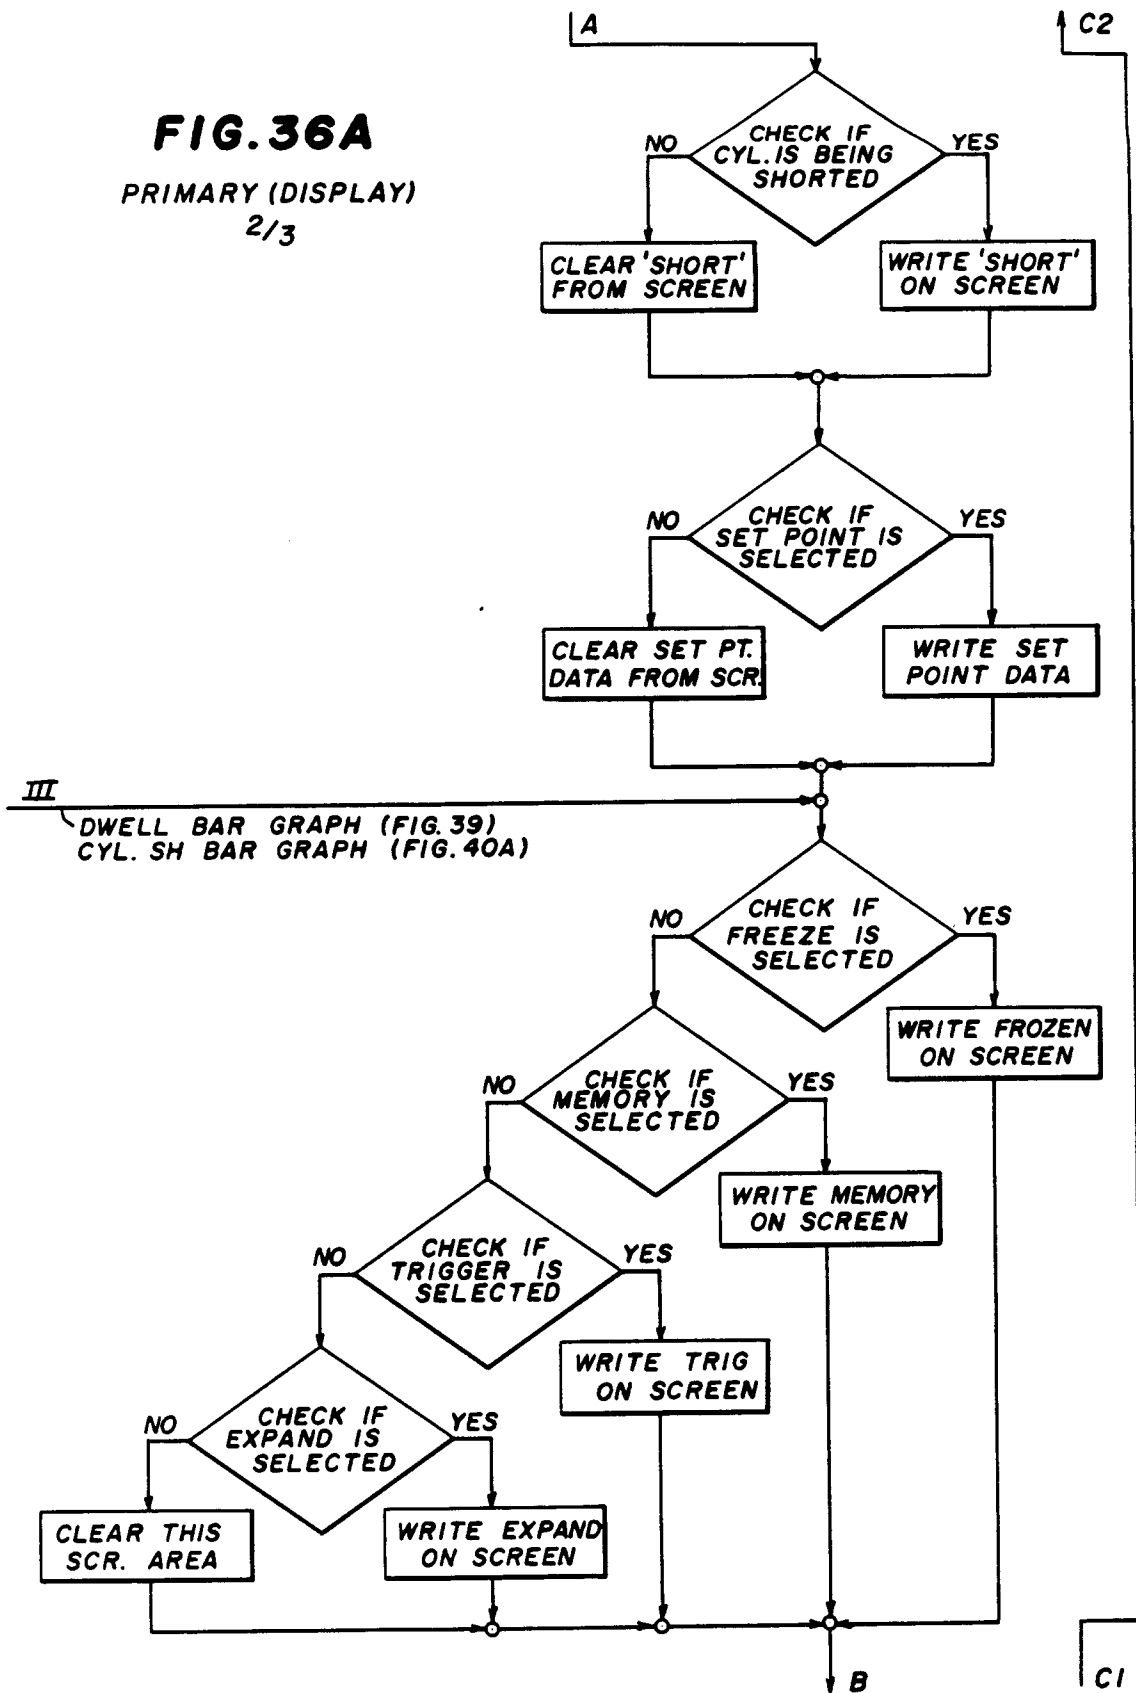 A
C2
FIG. 36A
PRIMARY (DISPLAY)
2/3
CHECK IF
CYL. IS BEING
SHORTED
NO
YES
CLEAR 'SHORT'
FROM SCREEN
WRITE 'SHORT'
ON SCREEN
CHECK IF
SET POINT IS
SELECTED
NO
YES
CLEAR SET PT.
DATA FROM SCR.
WRITE SET
POINT DATA
III
DWELL BAR GRAPH (FIG. 39)
CYL. SH BAR GRAPH (FIG. 40A)
CHECK IF
FREEZE IS
SELECTED
NO
YES
WRITE FROZEN
ON SCREEN
CHECK IF
MEMORY IS
SELECTED
NO
YES
WRITE MEMORY
ON SCREEN
CHECK IF
TRIGGER IS
SELECTED
NO
YES
WRITE TRIG
ON SCREEN
CHECK IF
EXPAND IS
SELECTED
NO
YES
CLEAR THIS
SCR. AREA
WRITE EXPAND
ON SCREEN
B
C1